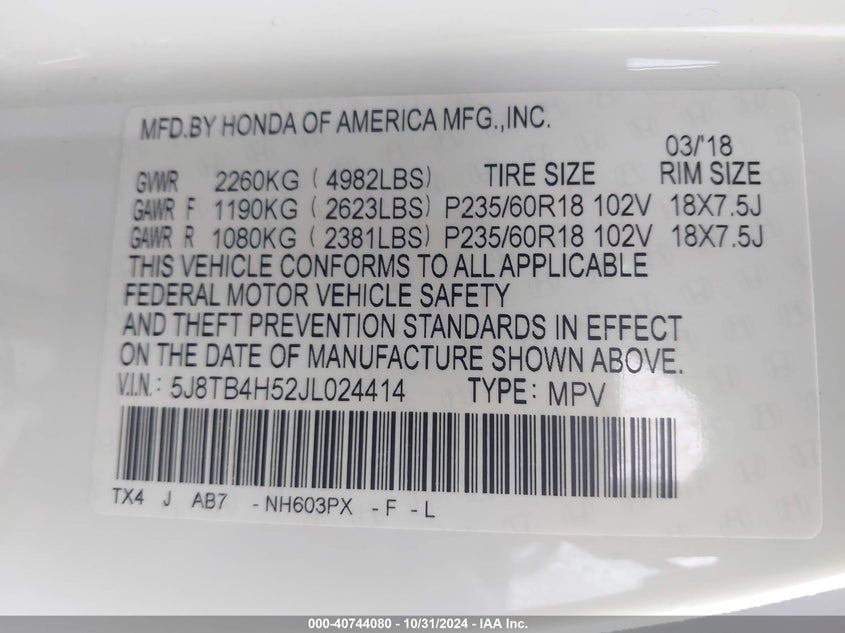 MFD.BY HONDA OF AMERICA MFG.,INC.
03/'18
GVWR 2260KG ( 4982LBS) TIRE SIZE RIM SIZE
GAWR F 1190KG ( 2623LBS) P235/60R18 102V 18X7.5J
GAWR R 1080KG ( 2381LBS) P235/60R18 102V 18X7.5J
THIS VEHICLE CONFORMS TO ALL APPLICABLE
FEDERAL MOTOR VEHICLE SAFETY
AND THEFT PREVENTION STANDARDS IN EFFECT
ON THE DATE OF MANUFACTURE SHOWN ABOVE.
V.I.N.: 5J8TB4H52JL024414 TYPE: MPV
TX4 J AB7 -NH603PX -F -L
000-40744080 - 10/31/2024 - IAA Inc.